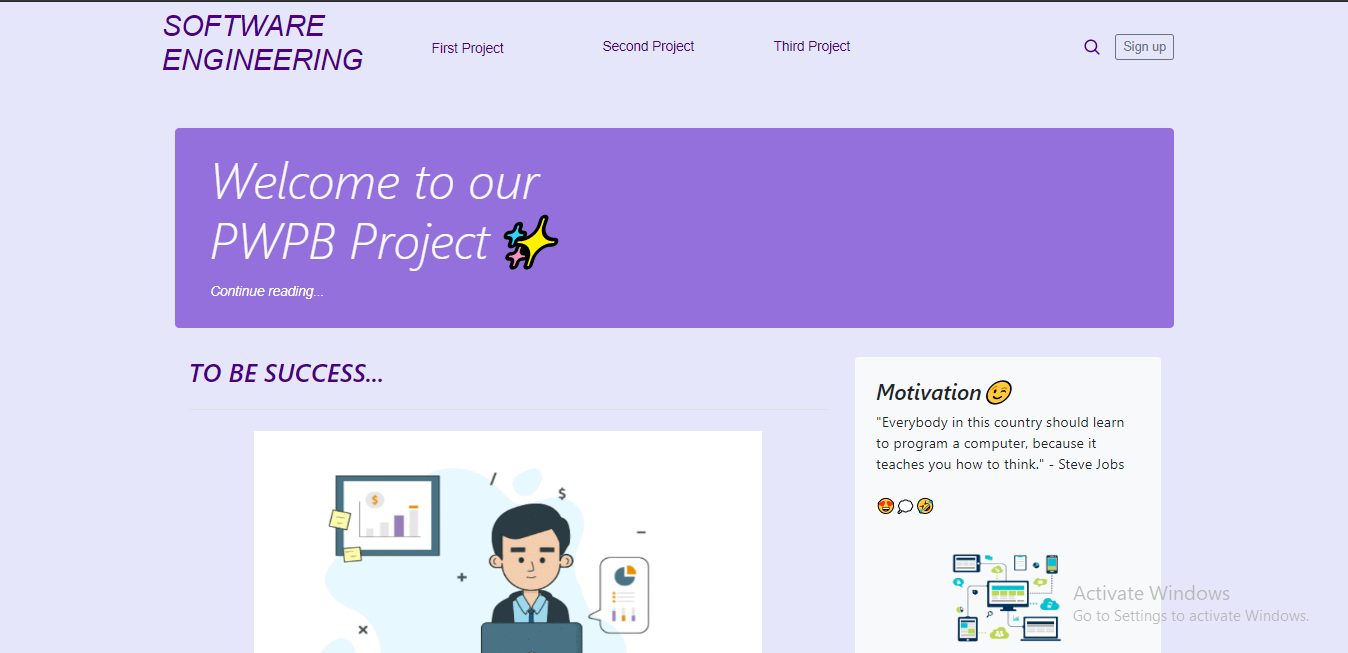 SOFTWARE
ENGINEERING
First Project
Second Project
Third Project
Sign up
Welcome to our
PWPB Project ✨
Continue reading...
TO BE SUCCESS...
Motivation😉
"Everybody in this country should learn
to program a computer, because it
teaches you how to think." - Steve Jobs
😍💭🤣
$
$
Activate Windows
Go to Settings to activate Windows.